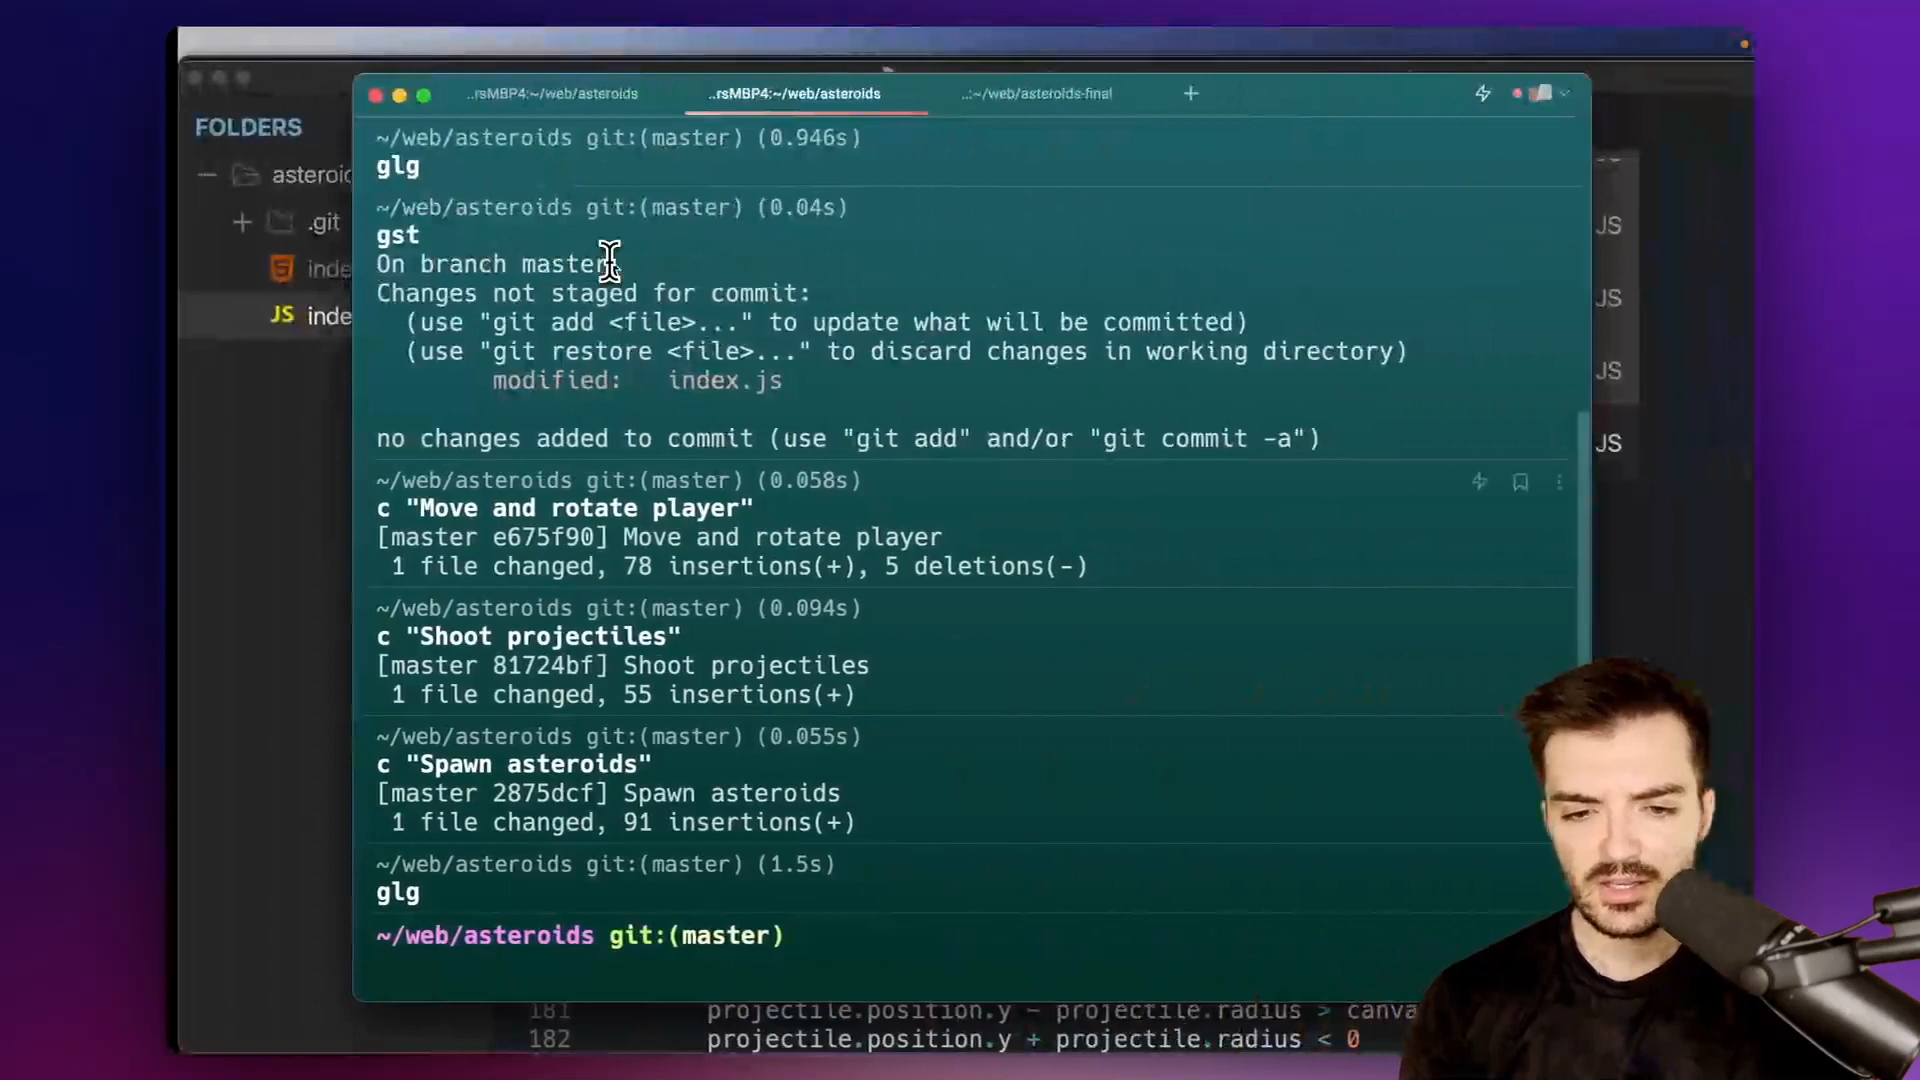 ..rsMBP4:~/web/asteroids
..rsMBP4:~/web/asteroids
..:~/web/asteroids-final
+
FOLDERS
asteroid
.git
inde
JS inde
~/web/asteroids git:(master) (0.946s)
glg
~/web/asteroids git:(master) (0.04s)
gst
On branch master
Changes not staged for commit:
(use "git add <file>..." to update what will be committed)
(use "git restore <file>..." to discard changes in working directory)
modified: index.js
no changes added to commit (use "git add" and/or "git commit -a")
~/web/asteroids git:(master) (0.058s)
c "Move and rotate player"
[master e675f90] Move and rotate player
1 file changed, 78 insertions(+), 5 deletions(-)
~/web/asteroids git:(master) (0.094s)
c "Shoot projectiles"
[master 81724bf] Shoot projectiles
1 file changed, 55 insertions(+)
~/web/asteroids git:(master) (0.055s)
c "Spawn asteroids"
[master 2875dcf] Spawn asteroids
1 file changed, 91 insertions(+)
~/web/asteroids git:(master) (1.5s)
glg
~/web/asteroids git:(master)
JS
JS
JS
JS
181 projectile.position.y - projectile.radius > canva
182 projectile.position.y + projectile.radius < 0